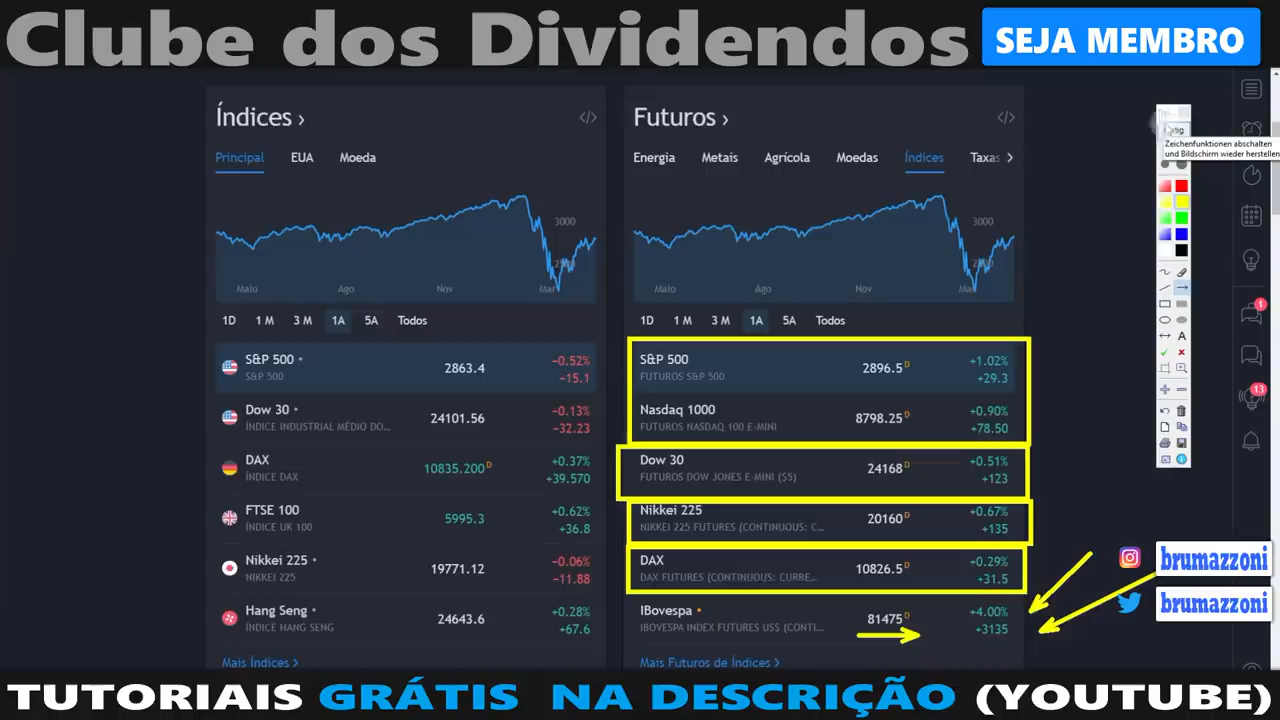 Clube dos Dividendos SEJA MEMBRO
Índices ›
Principal EUA Moeda
3000
Maio Ago Nov Mar
1D 1 M 3 M 1A 5A Todos
S&P 500 2863.4 −0.52%
S&P 500 −15.1
Dow 30 24101.56 −0.13%
ÍNDICE INDUSTRIAL MÉDIO DO... −32.23
DAX 10835.200 D +0.37%
ÍNDICE DAX +39.570
FTSE 100 5995.3 +0.62%
ÍNDICE UK 100 +36.8
Nikkei 225 19771.12 −0.06%
NIKKEI 225 −11.88
Hang Seng 24643.6 +0.28%
ÍNDICE HANG SENG +67.6
Mais Índices ›
Futuros ›
Energia Metais Agrícola Moedas Índices Taxas
3000
Maio Ago Nov Mar
1D 1 M 3 M 1A 5A Todos
S&P 500 2896.5 D +1.02%
FUTUROS S&P 500 +29.3
Nasdaq 1000 8798.25 D +0.90%
FUTUROS NASDAQ 100 E-MINI +78.50
Dow 30 24168 D +0.51%
FUTUROS DOW JONES E-MINI ($5) +123
Nikkei 225 20160 D +0.67%
NIKKEI 225 FUTURES (CONTINUOUS: C... +135
DAX 10826.5 D +0.29%
DAX FUTURES (CONTINUOUS: CURRE... +31.5
IBovespa 81475 D +4.00%
IBOVESPA INDEX FUTURES US$ (CONTI... +3135
Mais Futuros de Índices ›
Zeichenfunktionen abschalten
und Bildschirm wieder herstellen
A
1
13
brumazzoni
brumazzoni
TUTORIAIS GRÁTIS NA DESCRIÇÃO (YOUTUBE)